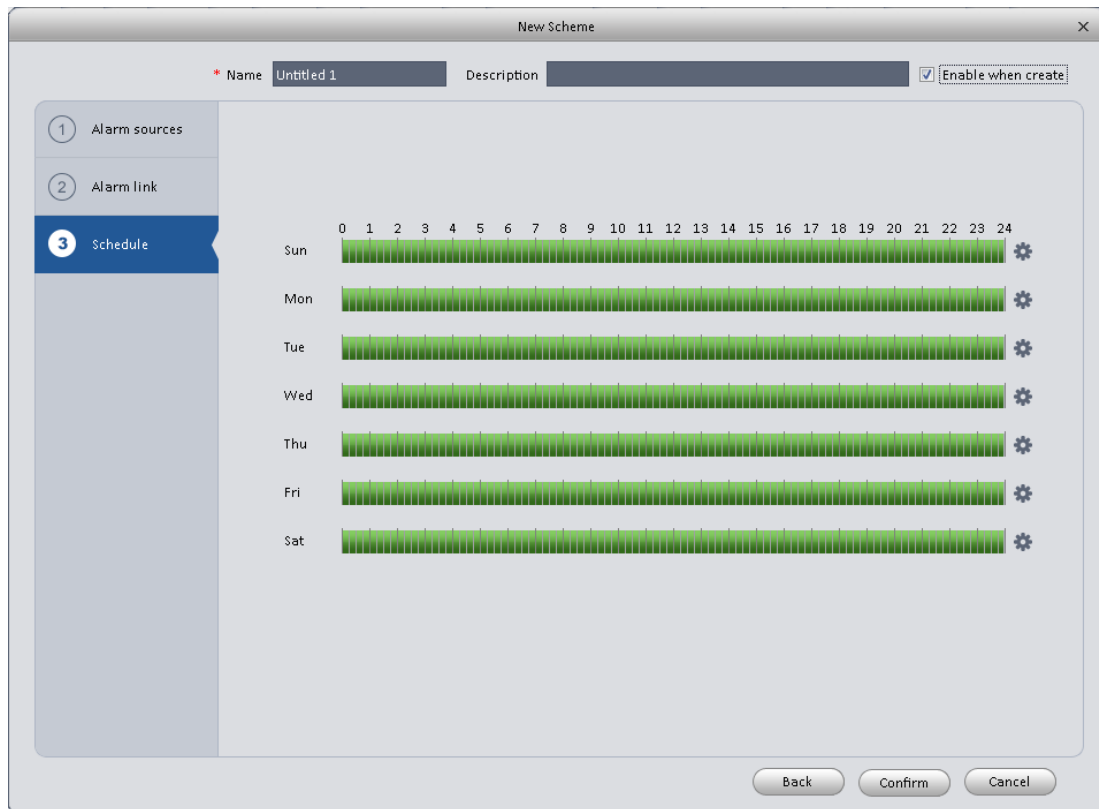 New Scheme
* Name Untitled 1 Description Enable when create
1 Alarm sources
2 Alarm link
3 Schedule
0 1 2 3 4 5 6 7 8 9 10 11 12 13 14 15 16 17 18 19 20 21 22 23 24
Sun
Mon
Tue
Wed
Thu
Fri
Sat
Back Confirm Cancel